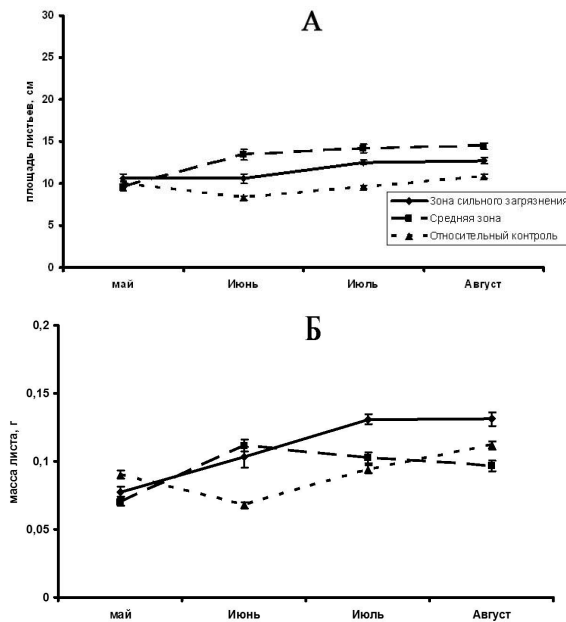 А
30
25
20
15
10
5
0
площадь листьев, см
май Июнь Июль Август
Зона сильного загрязнения
Средняя зона
Относительный контроль
Б
0,2
0,15
0,1
0,05
0
масса листа, г
май Июнь Июль Август